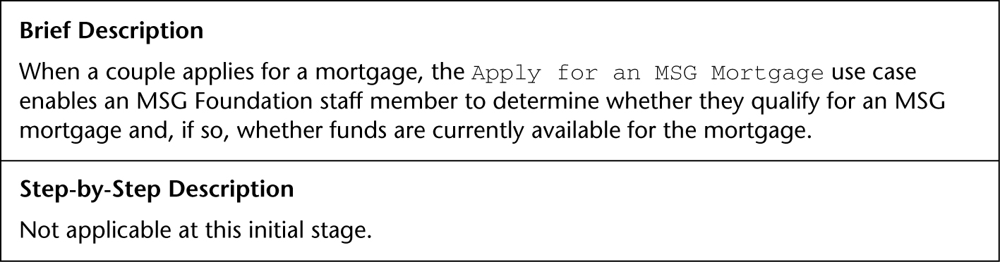 Brief Description
When a couple applies for a mortgage, the Apply for an MSG Mortgage use case
enables an MSG Foundation staff member to determine whether they qualify for an MSG
mortgage and, if so, whether funds are currently available for the mortgage.
Step-by-Step Description
Not applicable at this initial stage.